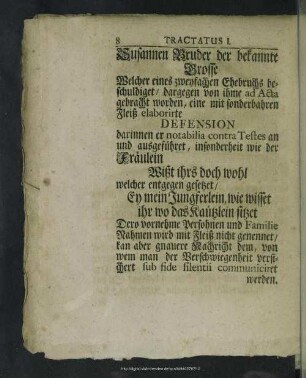 8 TRACTATUS I.
Susannen Bruder der bekannte
Grosse
Welcher eines zweyfachen Ehebruchs be-
schuldiget/ dargegen von ihme ad Acta
gebracht worden, eine mit sonderbahren
Fleiß elaborirte
DEFENSION
darinnen er notabilia contra Testes an
und ausgeführet, insonderheit wie der
Fräulein
Wißt ihrs doch wohl
welcher entgegen gesetzet/
Ey mein Jungferlein, wie wisset
ihr wo das Käutzlein sitzet
Dero vornehme Persohnen und Familie
Nahmen wird mit Fleiß nicht genennet/
kan aber gnauere Nachricht dem, von
wem man der Verschwiegenheit versi-
chert sub fide silentii communiciret
werden.